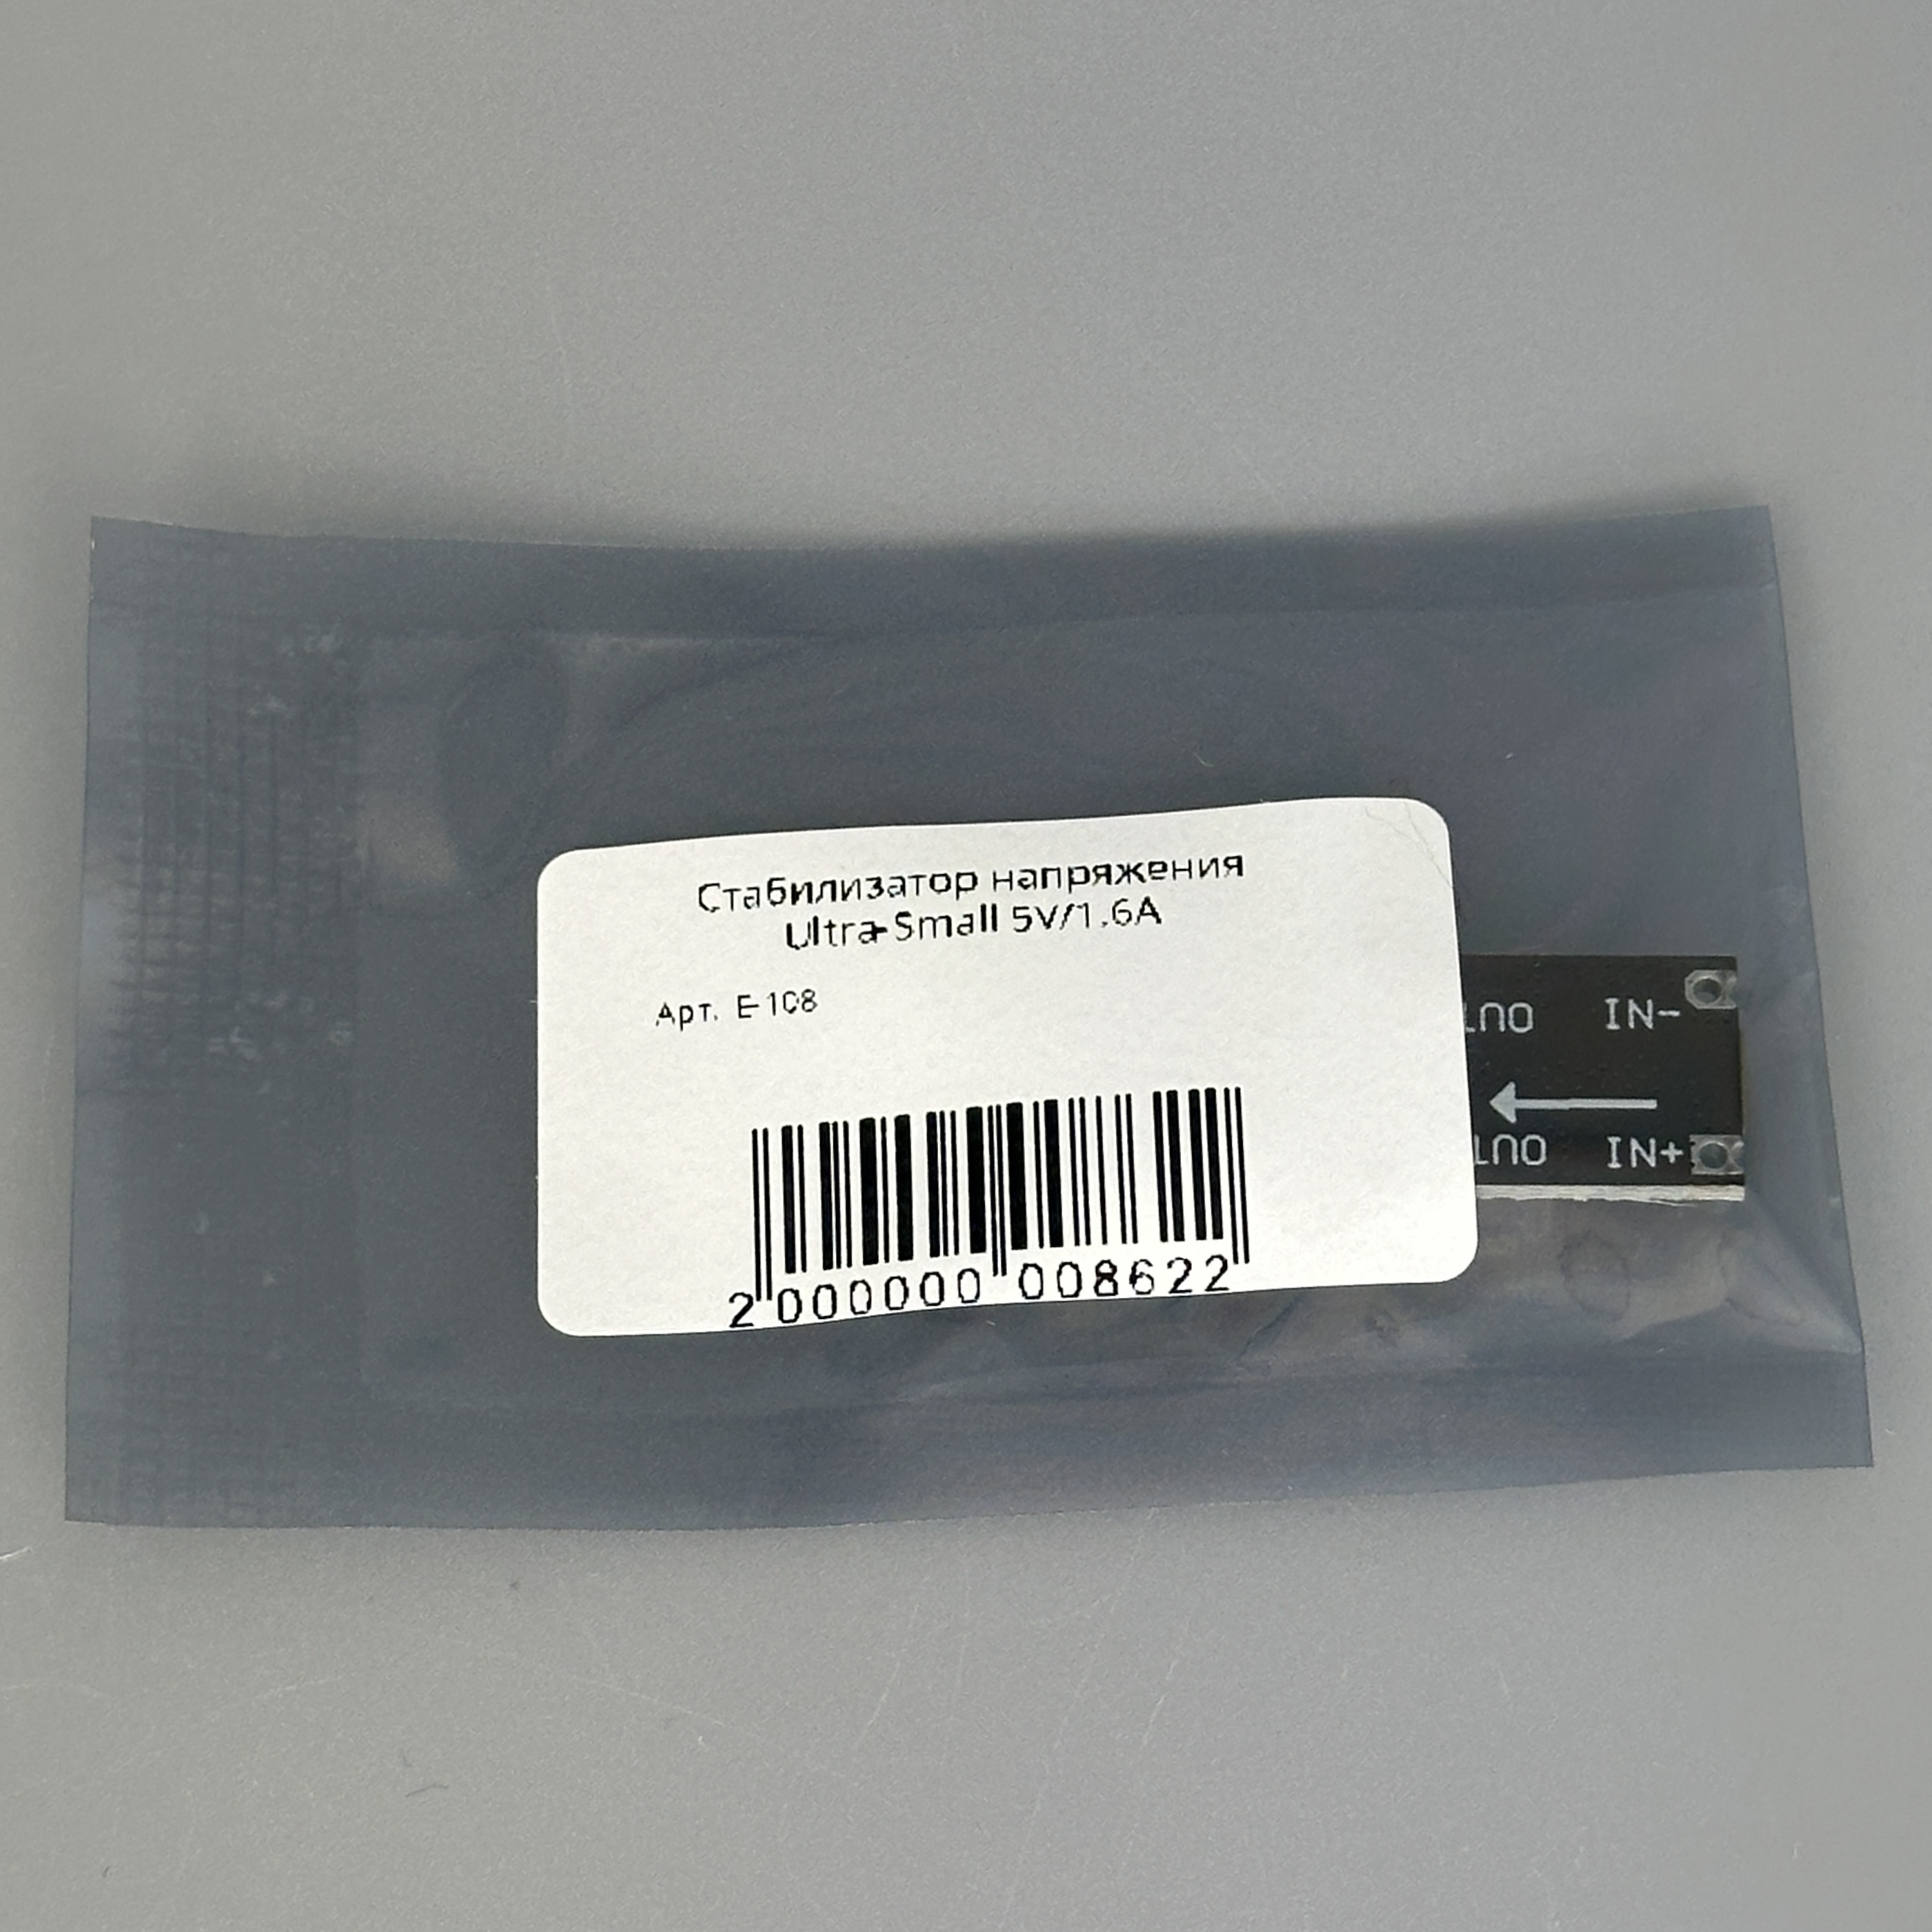 Стабилизатор напряжения
Ultra-Small 5V/1.6A
Арт. E-108
2 000000 008622
OUT IN-
OUT IN+